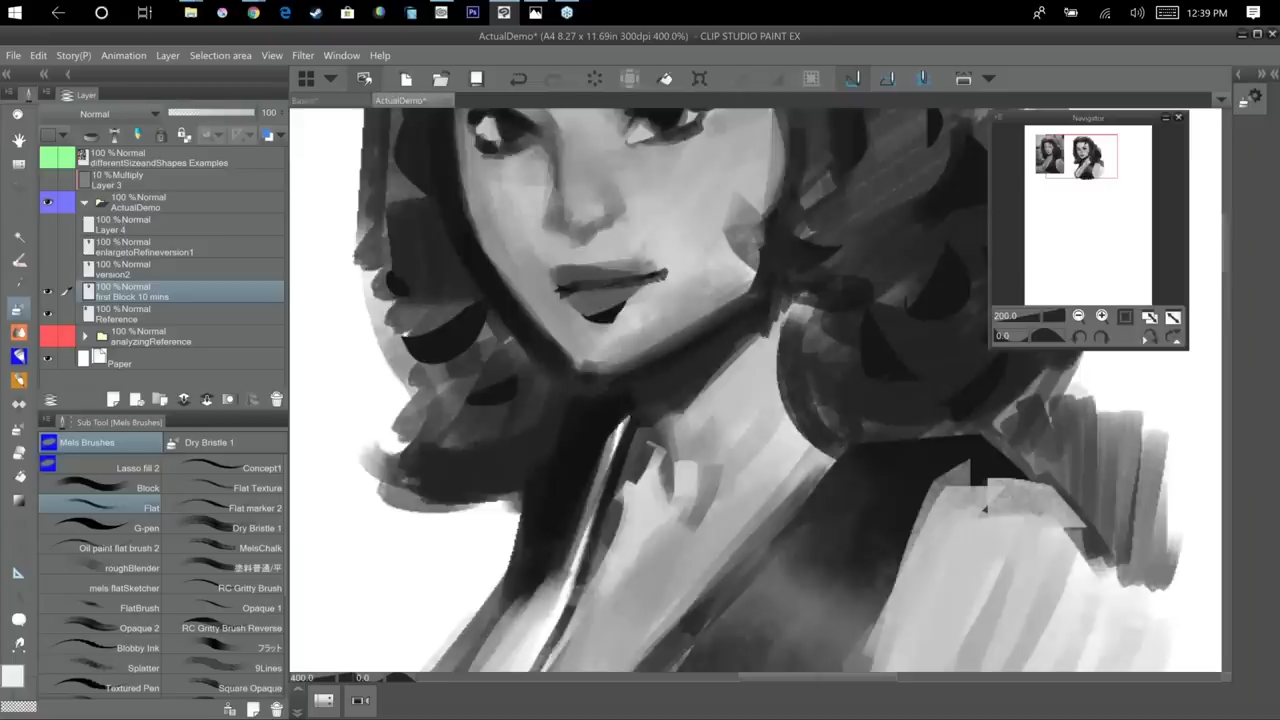 12:39 PM
ActualDemo* (A4 8.27 x 11.69in 300dpi 400.0%) - CLIP STUDIO PAINT EX
File Edit Story(P) Animation Layer Selection area View Filter Window Help
Layer
Normal 100
Basic*
ActualDemo*
Navigator
100 %Normal
differentSizeandShapes Examples
10 %Multiply
Layer 3
100 %Normal
ActualDemo
100 %Normal
Layer 4
100 %Normal
enlargetoRefineversion1
100 %Normal
version2
100 %Normal
first Block 10 mins
100 %Normal
Reference
100 %Normal
analyzingReference
Paper
200.0
0.0
Sub Tool [Mels Brushes]
Mels Brushes Dry Bristle 1
Lasso fill 2 Concept1
Block Flat Texture
Flat Flat marker 2
G-pen Dry Bristle 1
Oil paint flat brush 2 MelsChalk
roughBlender 塗料普通/平
mels flatSketcher RC Gritty Brush
FlatBrush Opaque 1
Opaque 2 RC Gritty Brush Reverse
Blobby Ink フラット
Splatter 9Lines
Textured Pen Square Opaque
400.0 0.0